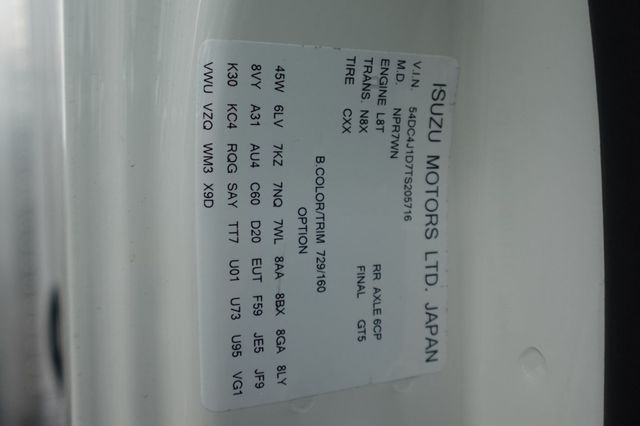 ISUZU MOTORS LTD. JAPAN
V.I.N. 54DC4J1D7TS205716
M.D. NPR7WN
ENGINE L8T RR AXLE 6CP
TRANS. N8X FINAL GT5
TIRE CXX
B.COLOR/TRIM 729/160
OPTION
45W 6LV 7KZ 7NQ 7WL 8AA 8BX 8GA 8LY
8VY A31 AU4 C60 D20 EUT F59 JE5 JF9
K30 KC4 RQG SAY TT7 U01 U73 U95 VG1
VWU VZQ WM3 X9D